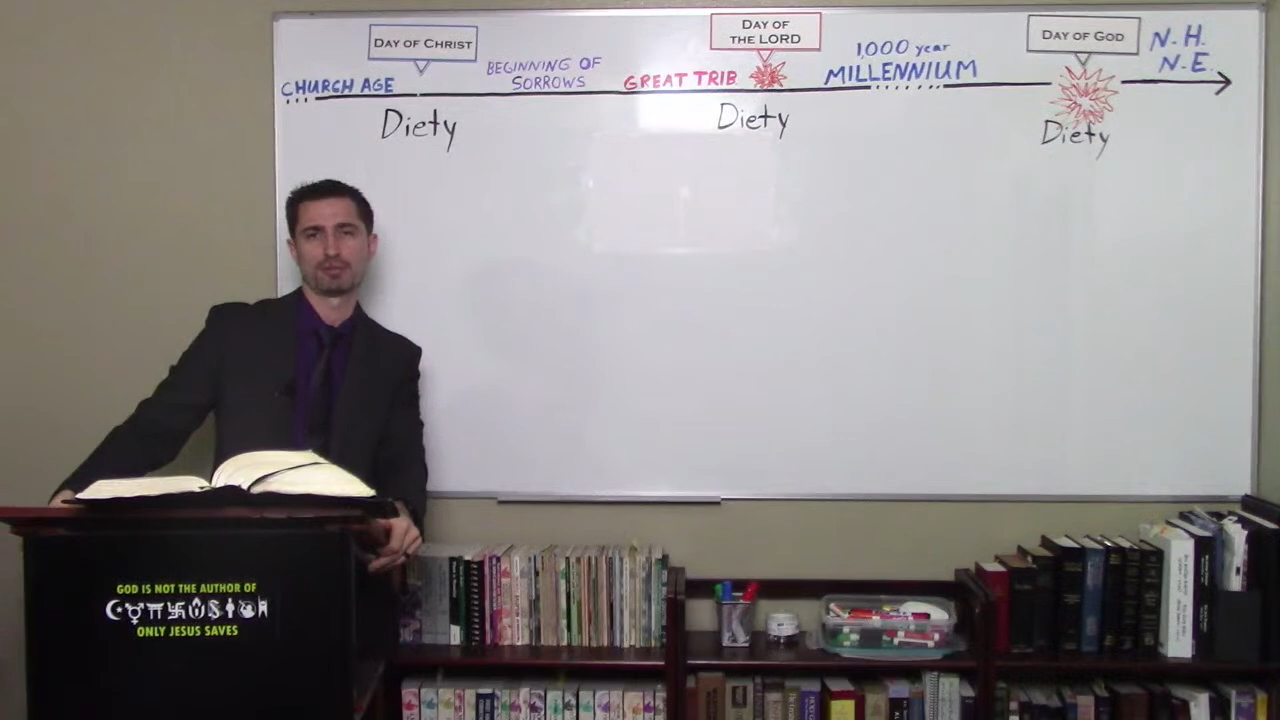 DAY OF CHRIST
DAY OF
THE LORD
DAY OF GOD
CHURCH AGE
BEGINNING OF
SORROWS
GREAT TRIB
1,000 year
MILLENNIUM
N.H.
N.E.
Diety
Diety
Diety
GOD IS NOT THE AUTHOR OF
ONLY JESUS SAVES